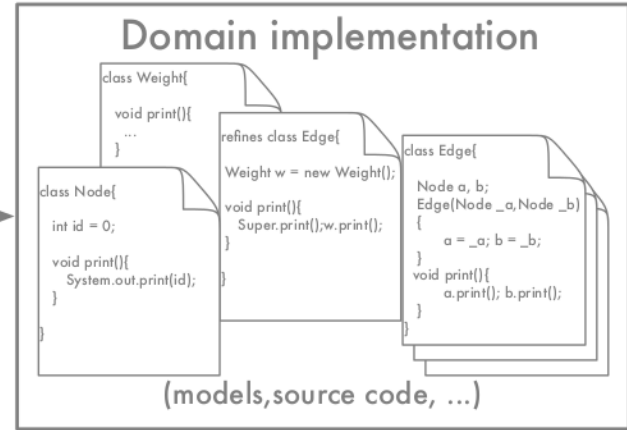 Domain implementation
class Weight{
void print(){
...
}
class Node{
int id = 0;
void print(){
System.out.print(id);
}
}
refines class Edge{
Weight w = new Weight();
void print(){
Super.print();w.print();
}
}
class Edge{
Node a, b;
Edge(Node _a,Node _b)
{
a = _a; b = _b;
}
void print(){
a.print(); b.print();
}
}
(models,source code, ...)